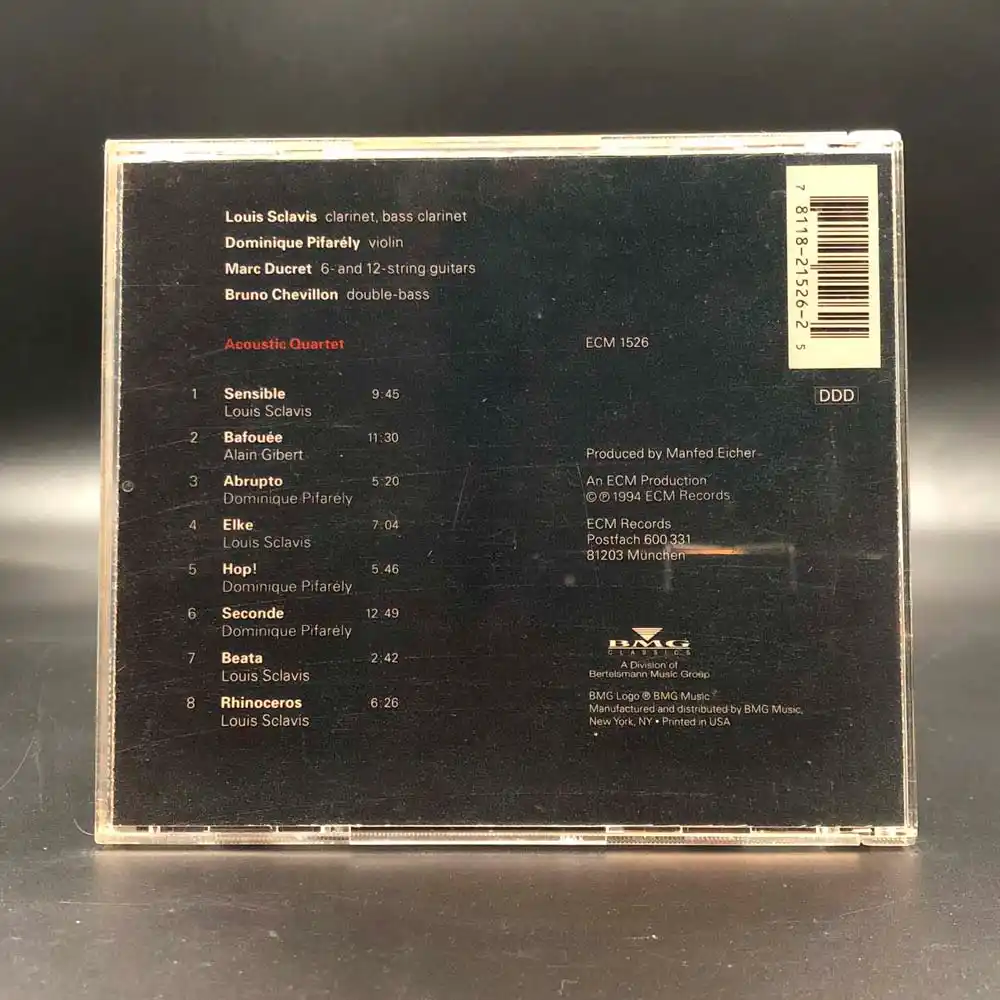 Louis Sclavis clarinet, bass clarinet
Dominique Pifarély violin
Marc Ducret 6- and 12-string guitars
Bruno Chevillon double-bass
Acoustic Quartet
1 Sensible 9:45
Louis Sclavis
2 Bafouée 11:30
Alain Gibert
3 Abrupto 5:20
Dominique Pifarély
4 Elke 7:04
Louis Sclavis
5 Hop! 5:46
Dominique Pifarély
6 Seconde 12:49
Dominique Pifarély
7 Beata 2:42
Louis Sclavis
8 Rhinoceros 6:26
Louis Sclavis
ECM 1526
7 8118-21526-2 5
DDD
Produced by Manfed Eicher
An ECM Production
© ℗ 1994 ECM Records
ECM Records
Postfach 600 331
81203 München
BMG
CLASSICS
A Division of
Bertelsmann Music Group
BMG Logo ® BMG Music
Manufactured and distributed by BMG Music,
New York, NY • Printed in USA